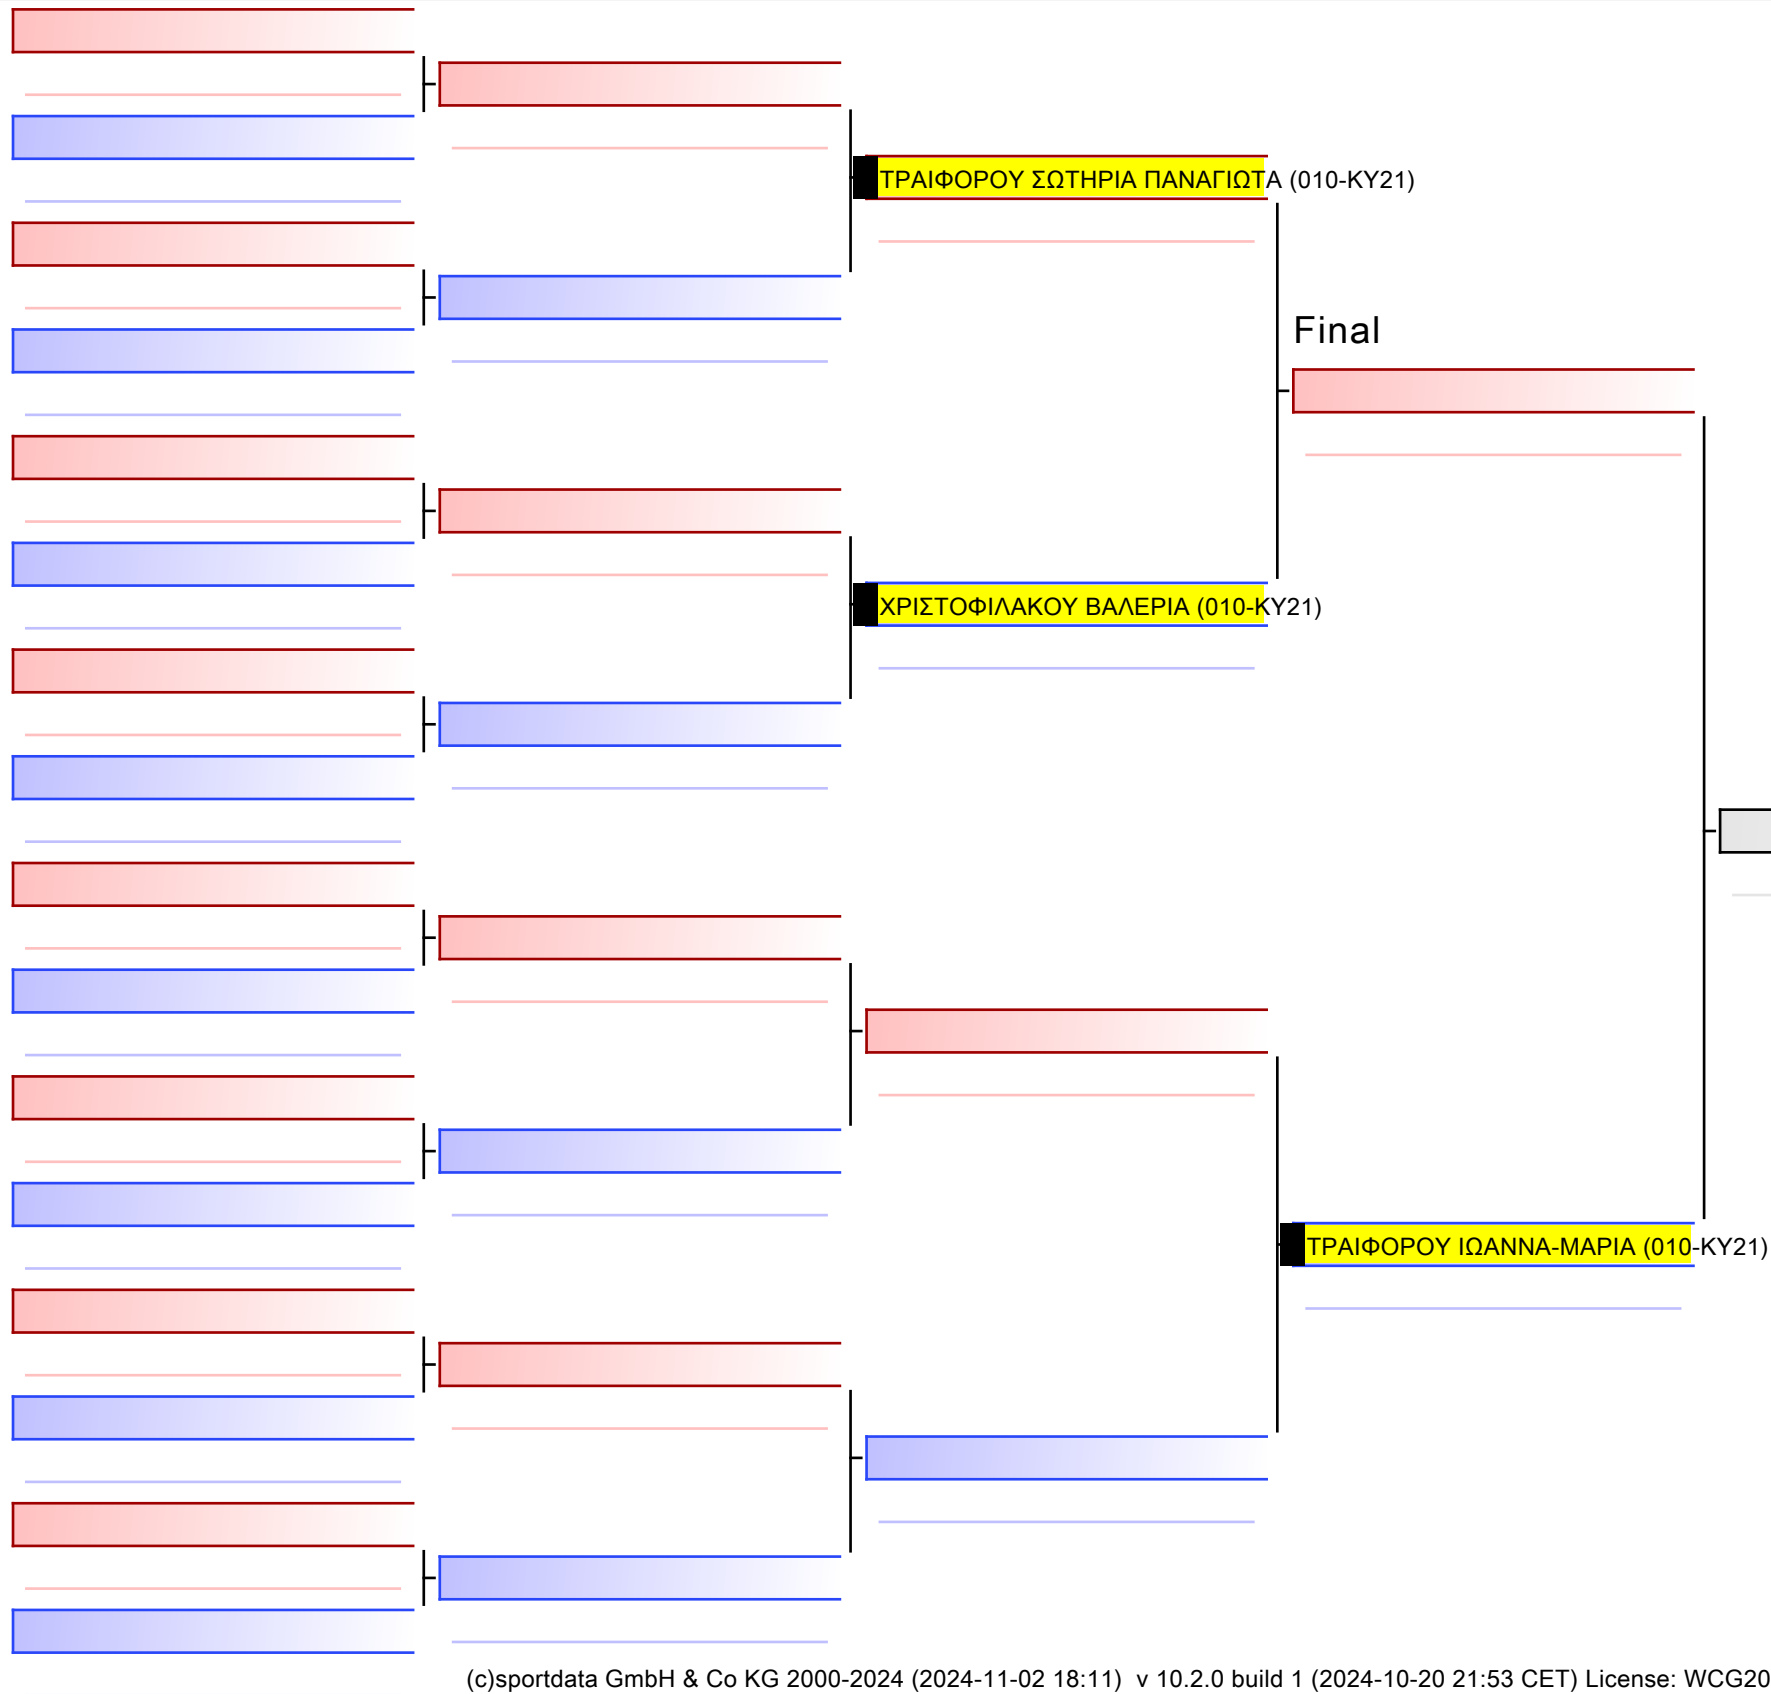 ΤΡΑΙΦΟΡΟΥ ΣΩΤΗΡΙΑ ΠΑΝΑΓΙΩΤΑ (010-KY21)
Final
ΧΡΙΣΤΟΦΙΛΑΚΟΥ ΒΑΛΕΡΙΑ (010-KY21)
ΤΡΑΙΦΟΡΟΥ ΙΩΑΝΝΑ-ΜΑΡΙΑ (010-KY21)
(c)sportdata GmbH & Co KG 2000-2024 (2024-11-02 18:11) v 10.2.0 build 1 (2024-10-20 21:53 CET) License: WCG20